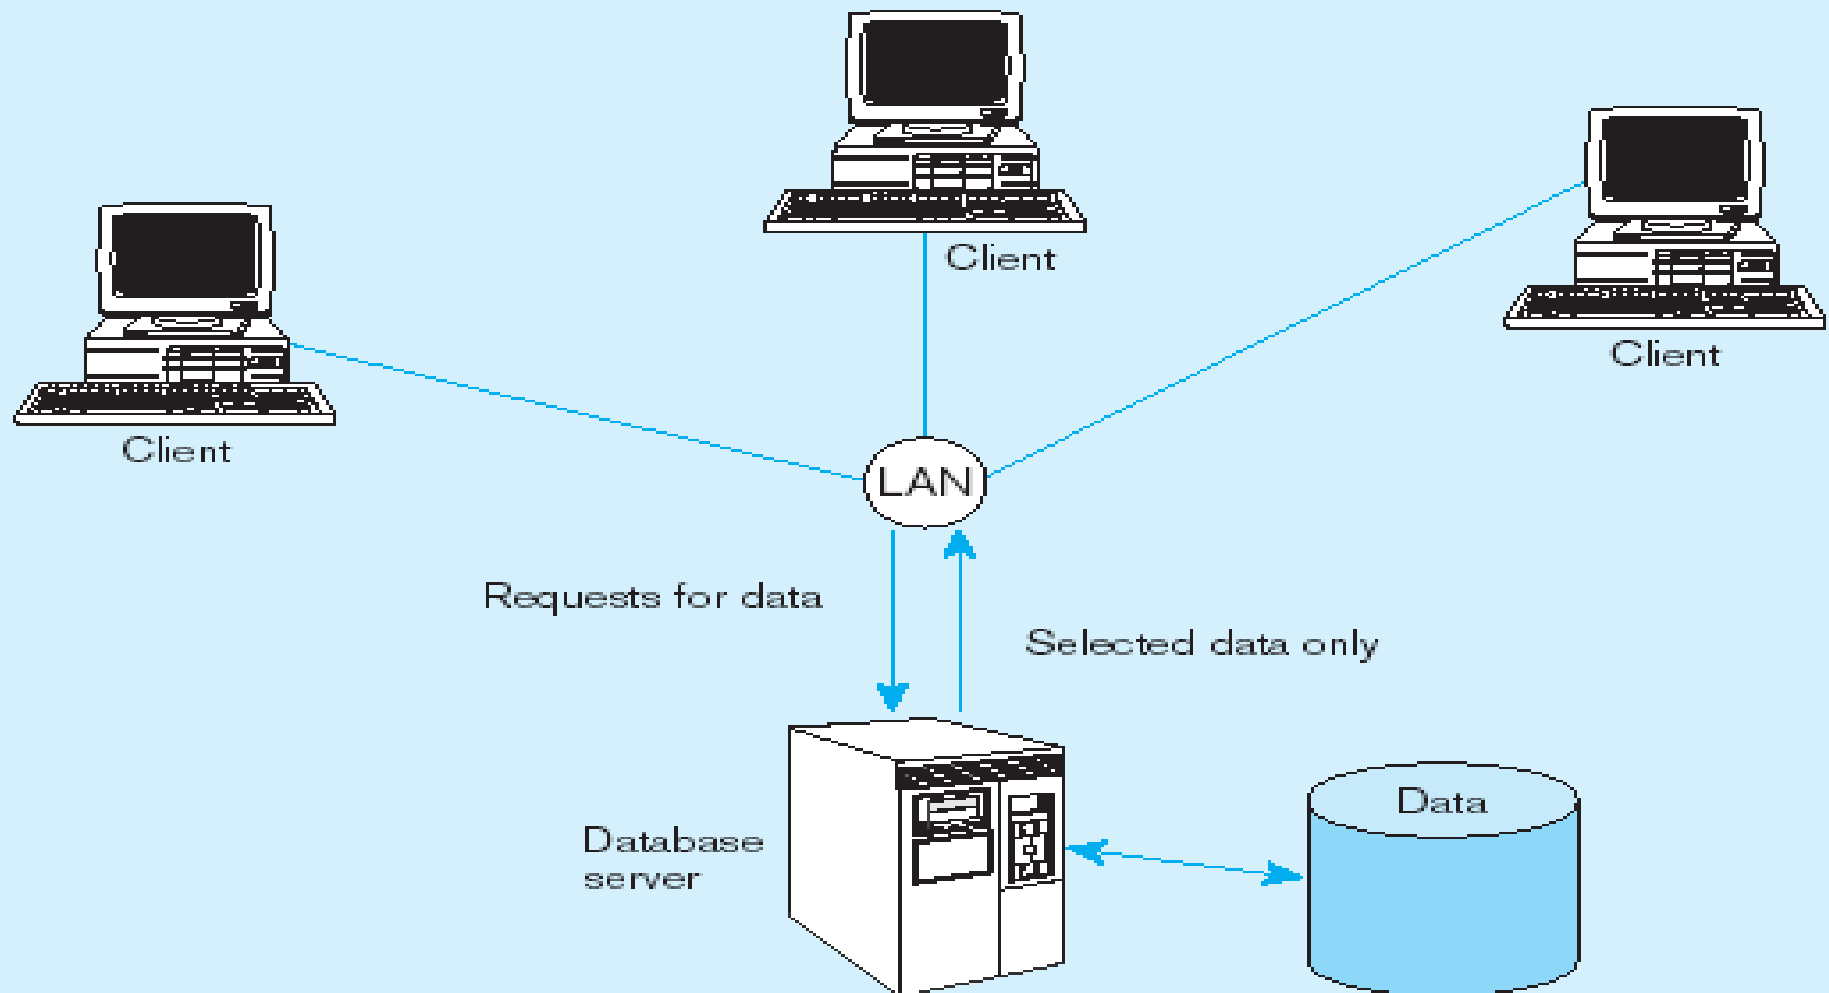 Client
Client
Client
LAN
Requests for data
Selected data only
Data
Database
server